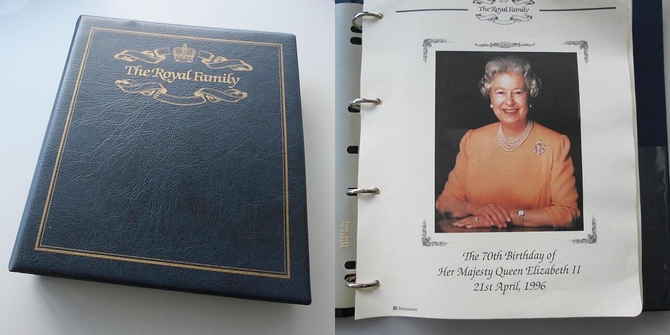 The Royal Family
The Royal Family
The 70th Birthday of
Her Majesty Queen Elizabeth II
21st April, 1996